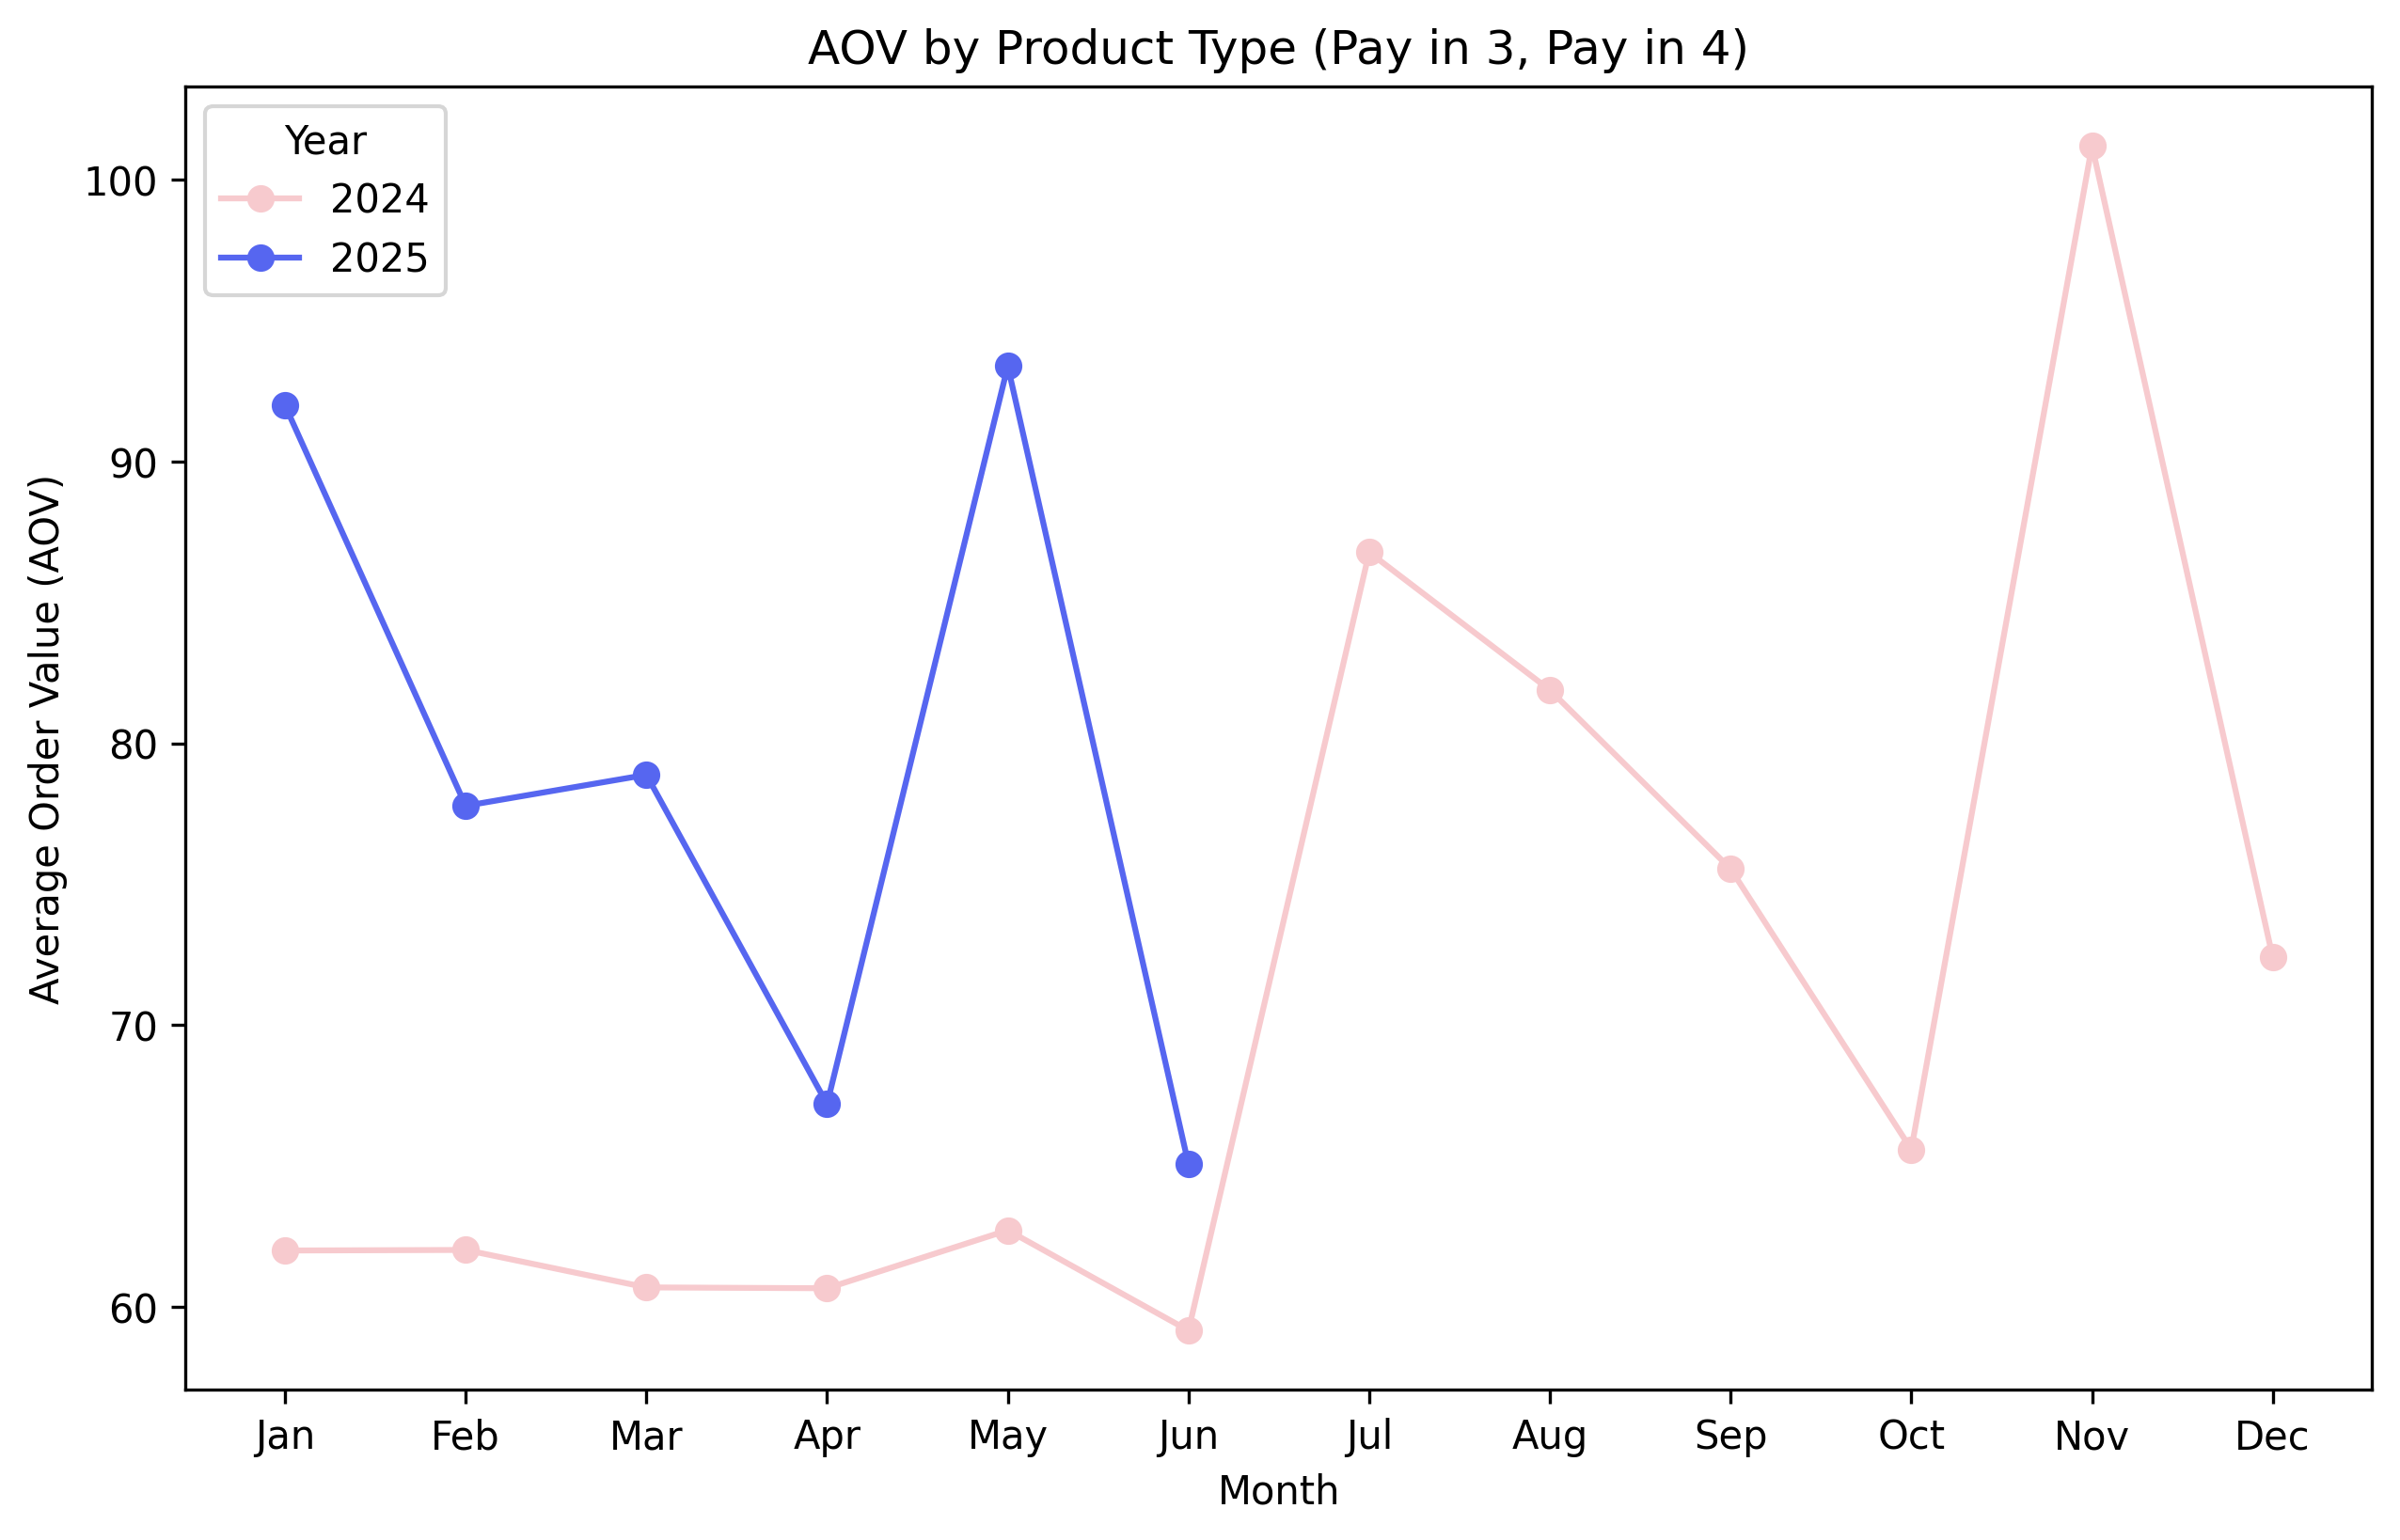 AOV by Product Type (Pay in 3, Pay in 4)
Year
2024
2025
100
90
80
70
60
Average Order Value (AOV)
Jan Feb Mar Apr May Jun Jul Aug Sep Oct Nov Dec
Month